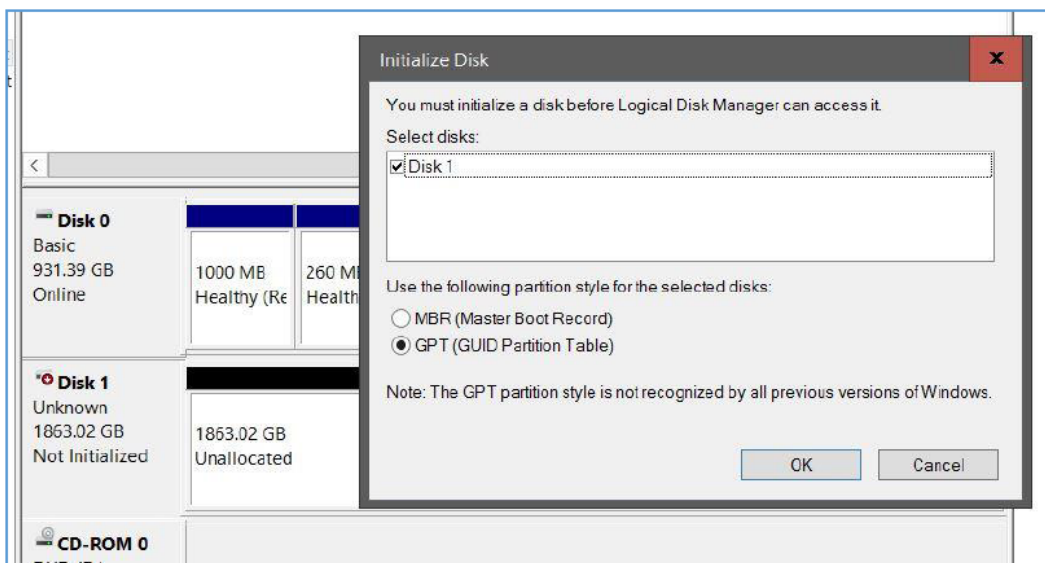 Initialize Disk
x
You must initialize a disk before Logical Disk Manager can access it.
Select disks:
Disk 1
Use the following partition style for the selected disks:
MBR (Master Boot Record)
GPT (GUID Partition Table)
Note: The GPT partition style is not recognized by all previous versions of Windows.
OK
Cancel
Disk 0
Basic
931.39 GB
Online
1000 MB
Healthy (Re
260 M
Health
Disk 1
Unknown
1863.02 GB
Not Initialized
1863.02 GB
Unallocated
CD-ROM 0